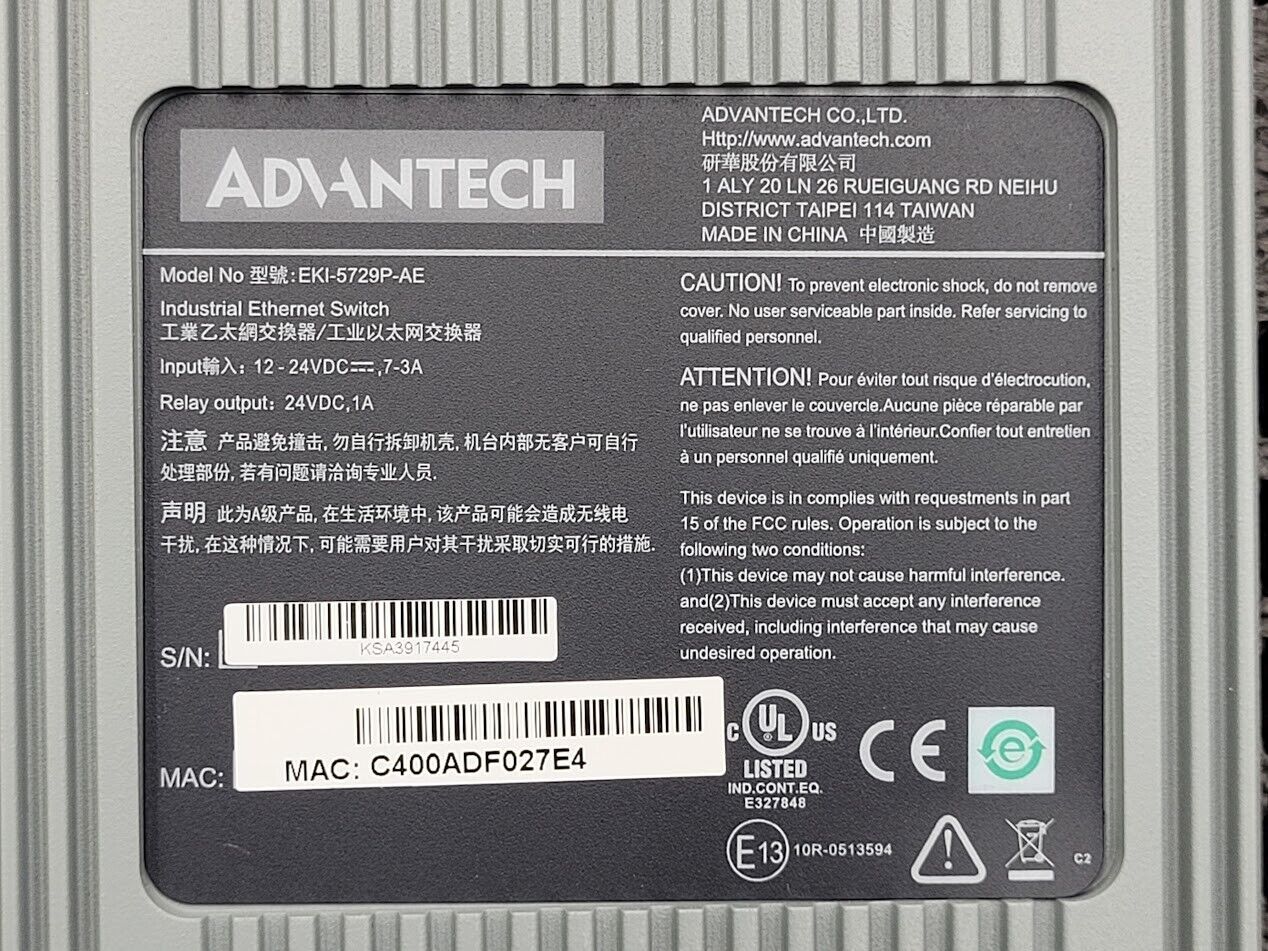 ADVANTECH
ADVANTECH CO.,LTD.
Http://www.advantech.com
研華股份有限公司
1 ALY 20 LN 26 RUEIGUANG RD NEIHU
DISTRICT TAIPEI 114 TAIWAN
MADE IN CHINA 中國製造
Model No 型號:EKI-5729P-AE
Industrial Ethernet Switch
工業乙太網交換器/工业以太网交换器
Input輸入: 12 - 24VDC⎓,7-3A
Relay output: 24VDC,1A
注意 产品避免撞击, 勿自行拆卸机壳, 机台内部无客户可自行
处理部份, 若有问题请洽询专业人员.
声明 此为A级产品, 在生活环境中, 该产品可能会造成无线电
干扰, 在这种情况下, 可能需要用户对其干扰采取切实可行的措施.
S/N:
KSA3917445
MAC:
MAC: C400ADF027E4
CAUTION! To prevent electronic shock, do not remove
cover. No user serviceable part inside. Refer servicing to
qualified personnel.
ATTENTION! Pour éviter tout risque d'électrocution,
ne pas enlever le couvercle.Aucune pièce réparable par
l'utilisateur ne se trouve à l'intérieur.Confier tout entretien
à un personnel qualifié uniquement.
This device is in complies with requestments in part
15 of the FCC rules. Operation is subject to the
following two conditions:
(1)This device may not cause harmful interference.
and(2)This device must accept any interference
received, including interference that may cause
undesired operation.
C UL US
LISTED
IND.CONT.EQ.
E327848
CE
e
E13 10R-0513594
!
C2